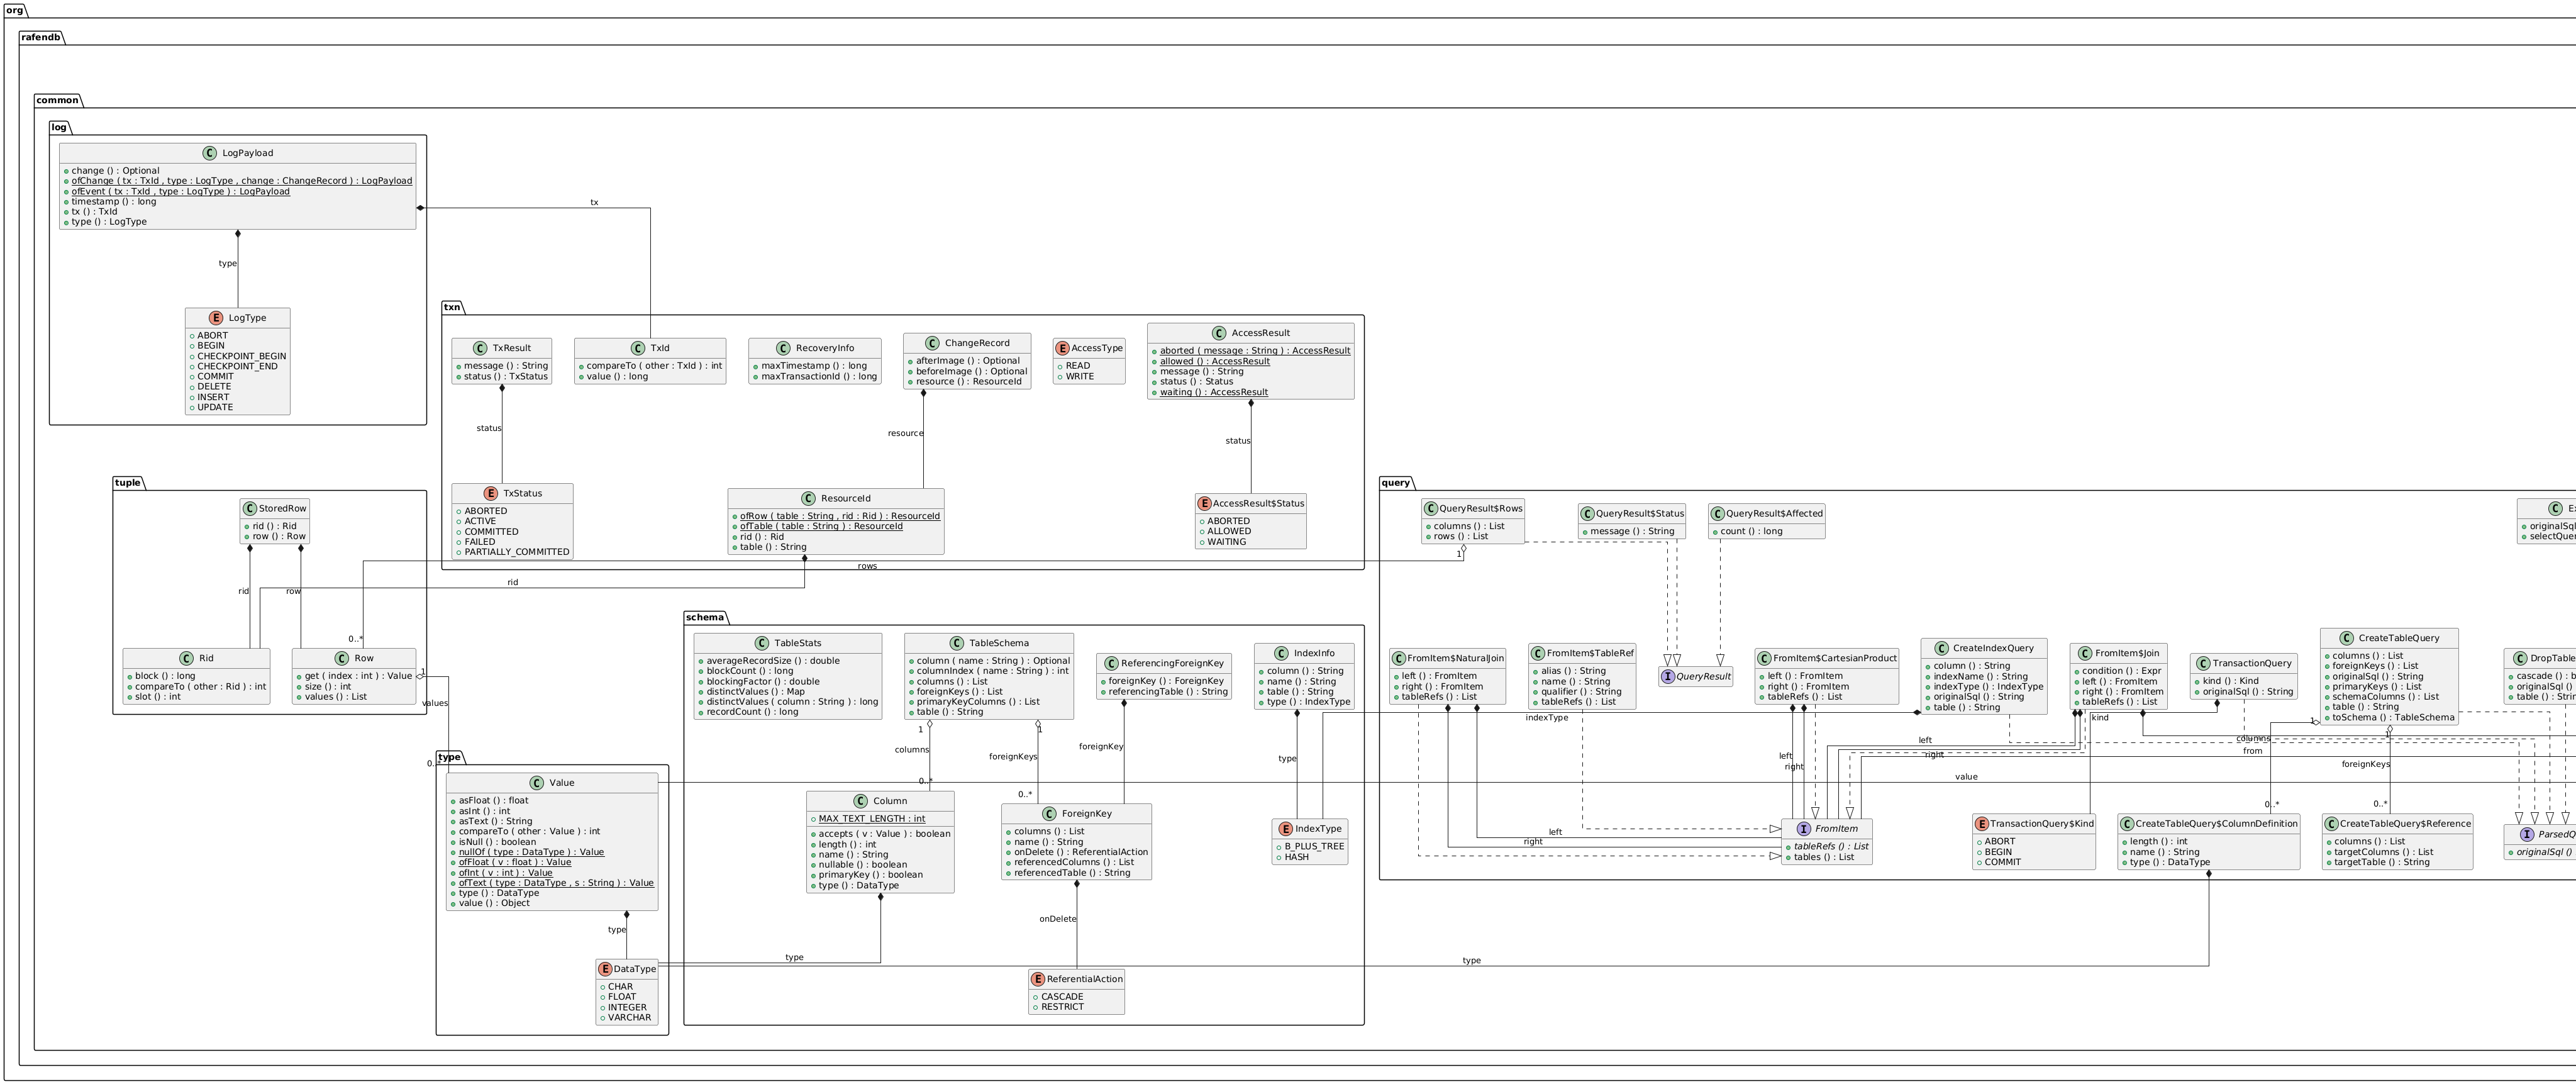 org
rafendb
common
log
LogPayload
change () : Optional
ofChange ( tx : TxId , type : LogType , change : ChangeRecord ) : LogPayload
ofEvent ( tx : TxId , type : LogType ) : LogPayload
timestamp () : long
tx () : TxId
type () : LogType
tx
type
LogType
ABORT
BEGIN
CHECKPOINT_BEGIN
CHECKPOINT_END
COMMIT
DELETE
INSERT
UPDATE
txn
TxResult
message () : String
status () : TxStatus
TxId
compareTo ( other : TxId ) : int
value () : long
RecoveryInfo
maxTimestamp () : long
maxTransactionId () : long
ChangeRecord
afterImage () : Optional
beforeImage () : Optional
resource () : ResourceId
AccessType
READ
WRITE
AccessResult
aborted ( message : String ) : AccessResult
allowed () : AccessResult
message () : String
status () : Status
waiting () : AccessResult
status
resource
status
TxStatus
ABORTED
ACTIVE
COMMITTED
FAILED
PARTIALLY_COMMITTED
ResourceId
ofRow ( table : String , rid : Rid ) : ResourceId
ofTable ( table : String ) : ResourceId
rid () : Rid
table () : String
AccessResult$Status
ABORTED
ALLOWED
WAITING
tuple
StoredRow
rid () : Rid
row () : Row
rid
row
rows
rid
0..*
Rid
block () : long
compareTo ( other : Rid ) : int
slot () : int
Row
get ( index : int ) : Value
size () : int
values () : List
1
values
0..*
type
Value
asFloat () : float
asInt () : int
asText () : String
compareTo ( other : Value ) : int
isNull () : boolean
nullOf ( type : DataType ) : Value
ofFloat ( v : float ) : Value
ofInt ( v : int ) : Value
ofText ( type : DataType , s : String ) : Value
type () : DataType
value () : Object
type
DataType
CHAR
FLOAT
INTEGER
VARCHAR
schema
TableStats
averageRecordSize () : double
blockCount () : long
blockingFactor () : double
distinctValues () : Map
distinctValues ( column : String ) : long
recordCount () : long
TableSchema
column ( name : String ) : Optional
columnIndex ( name : String ) : int
columns () : List
foreignKeys () : List
primaryKeyColumns () : List
table () : String
ReferencingForeignKey
foreignKey () : ForeignKey
referencingTable () : String
IndexInfo
column () : String
name () : String
table () : String
type () : IndexType
1
columns
0..*
1
foreignKeys
0..*
foreignKey
type
Column
MAX_TEXT_LENGTH : int
accepts ( v : Value ) : boolean
length () : int
name () : String
nullable () : boolean
primaryKey () : boolean
type () : DataType
ForeignKey
columns () : List
name () : String
onDelete () : ReferentialAction
referencedColumns () : List
referencedTable () : String
IndexType
B_PLUS_TREE
HASH
type
onDelete
ReferentialAction
CASCADE
RESTRICT
type
query
QueryResult$Rows
columns () : List
rows () : List
1
QueryResult$Status
message () : String
QueryResult$Affected
count () : long
originalSql
FromItem$NaturalJoin
left () : FromItem
right () : FromItem
tableRefs () : List
FromItem$TableRef
alias () : String
name () : String
qualifier () : String
tableRefs () : List
QueryResult
FromItem$CartesianProduct
left () : FromItem
right () : FromItem
tableRefs () : List
CreateIndexQuery
column () : String
indexName () : String
indexType () : IndexType
originalSql () : String
table () : String
FromItem$Join
condition () : Expr
left () : FromItem
right () : FromItem
tableRefs () : List
TransactionQuery
kind () : Kind
originalSql () : String
CreateTableQuery
columns () : List
foreignKeys () : List
originalSql () : String
primaryKeys () : List
schemaColumns () : List
table () : String
toSchema () : TableSchema
originalSql ()
indexType
kind
1
columns
1
left
right
left
right
from
value
foreignKeys
0..*
0..*
left
right
FromItem
tableRefs () : List
tables () : List
TransactionQuery$Kind
ABORT
BEGIN
COMMIT
CreateTableQuery$ColumnDefinition
length () : int
name () : String
type () : DataType
CreateTableQuery$Reference
columns () : List
targetColumns () : List
targetTable () : String
originalSql ()